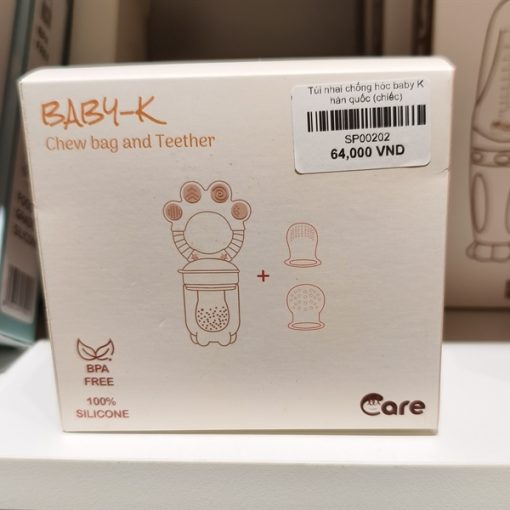 BABY-K
Chew bag and Teether
Túi nhai chống hóc baby K
hàn quốc (chiếc)
SP00202
64,000 VND
+
BPA
FREE
100%
SILICONE
Care